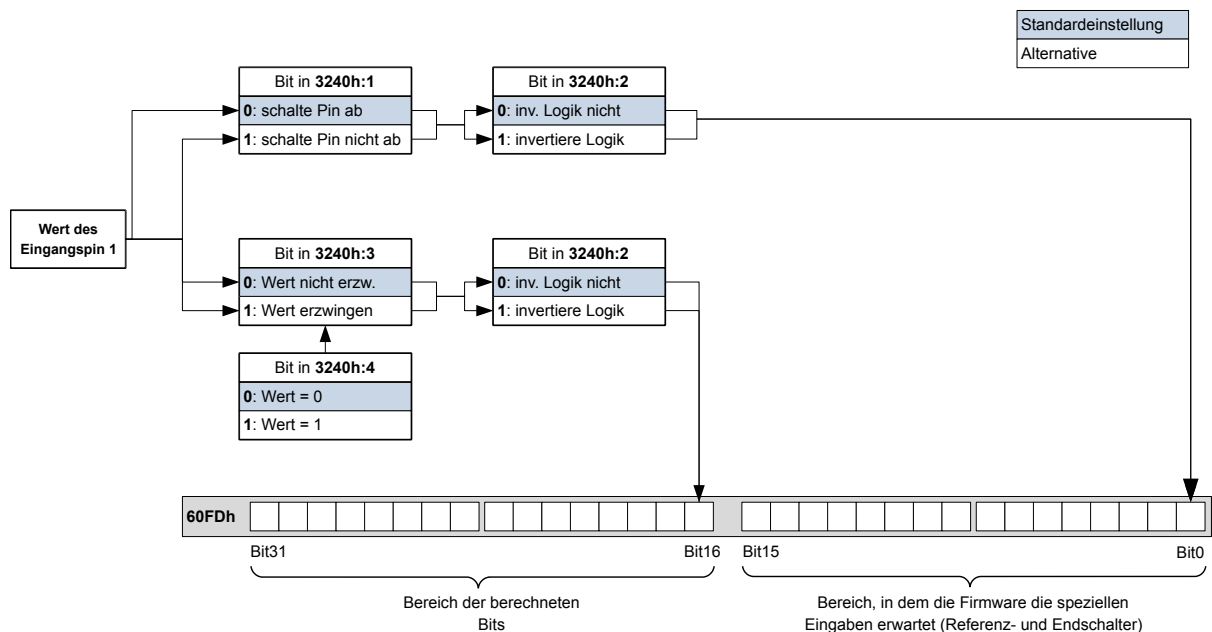 Standardeinstellung
Alternative
Bit in 3240h:1
0: schalte Pin ab
1: schalte Pin nicht ab
Bit in 3240h:2
0: inv. Logik nicht
1: invertiere Logik
Wert des
Eingangspin 1
Bit in 3240h:3
0: Wert nicht erzw.
1: Wert erzwingen
Bit in 3240h:2
0: inv. Logik nicht
1: invertiere Logik
Bit in 3240h:4
0: Wert = 0
1: Wert = 1
60FDh
Bit31
Bit16
Bit15
Bit0
Bereich der berechneten
Bits
Bereich, in dem die Firmware die speziellen
Eingaben erwartet (Referenz- und Endschalter)